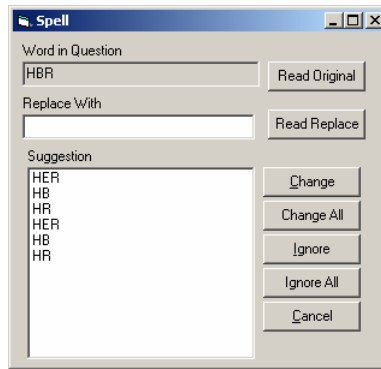 Spell
Word in Question
HBR
Read Original
Replace With
Read Replace
Suggestion
HER
HB
HR
HER
HB
HR
Change
Change All
Ignore
Ignore All
Cancel